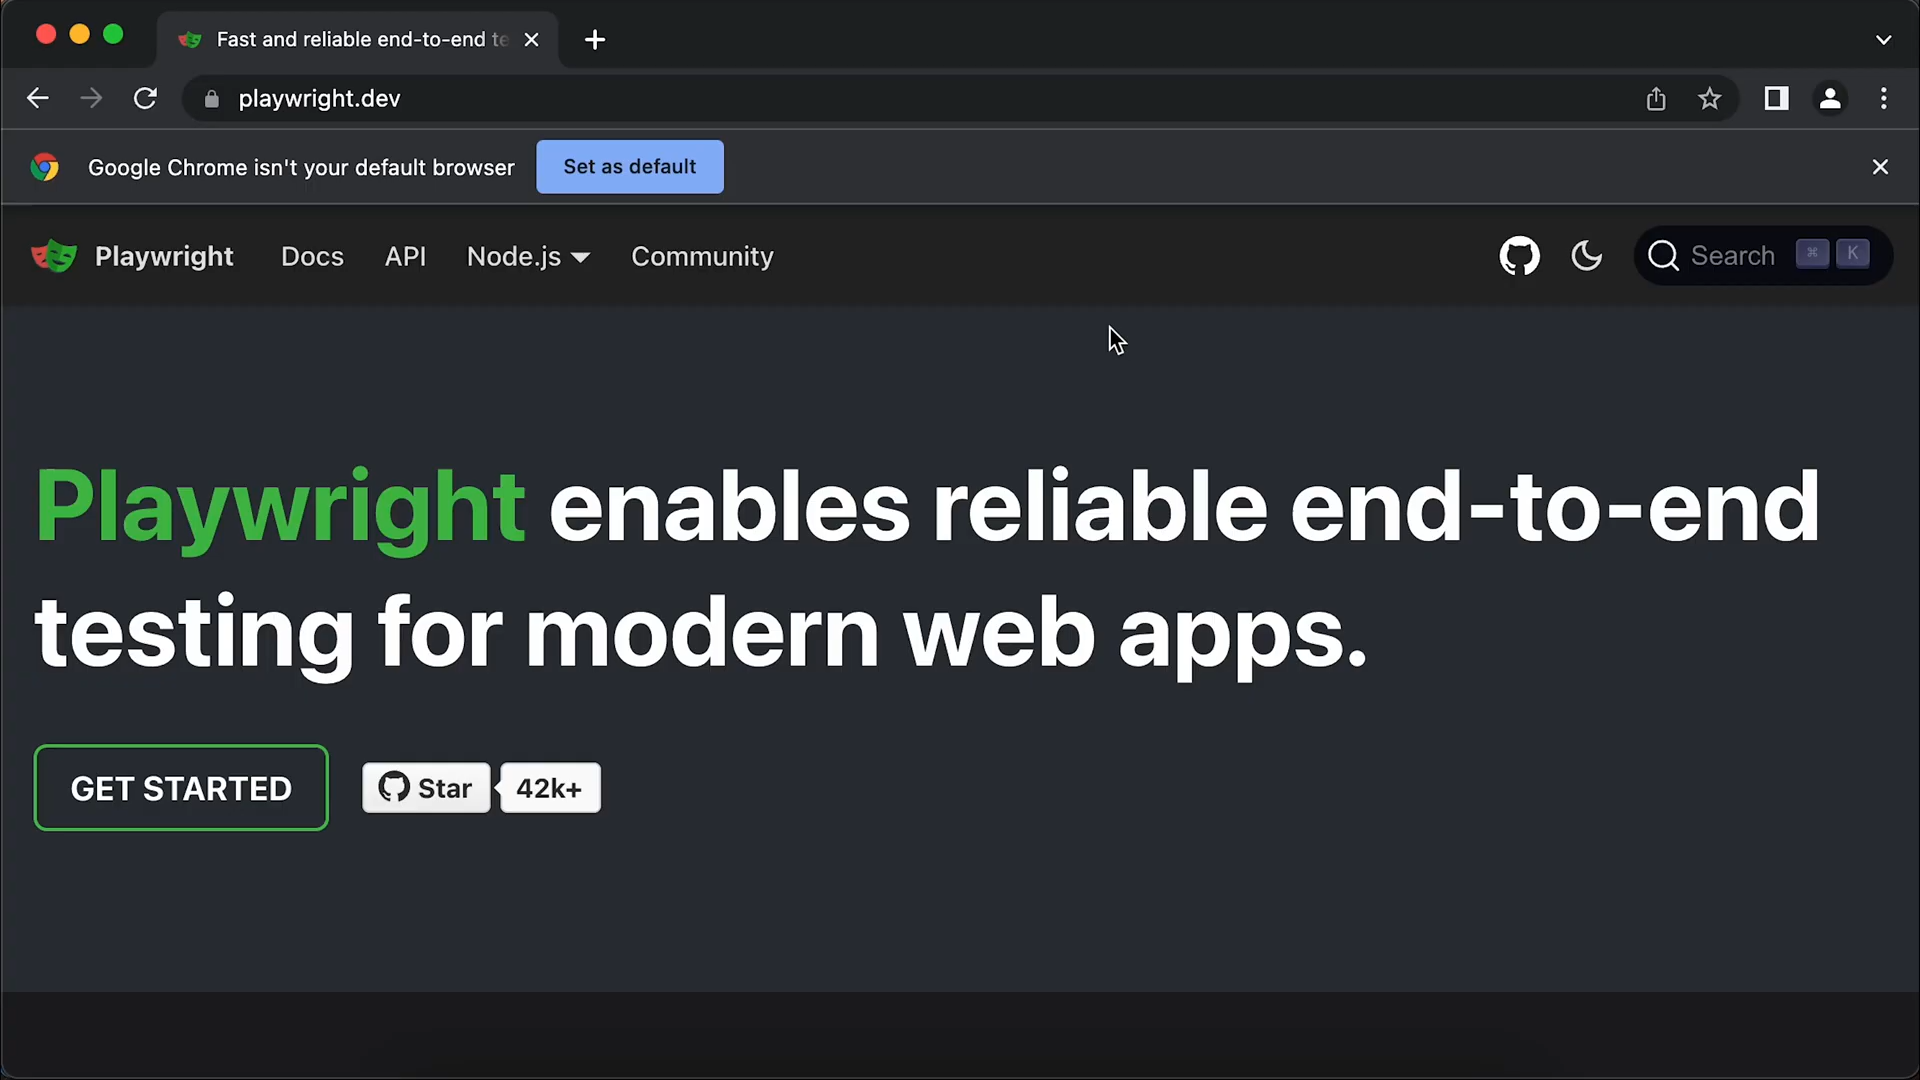 Fast and reliable end-to-end te
playwright.dev
Google Chrome isn't your default browser Set as default
Playwright Docs API Node.js Community Search ⌘ K
Playwright enables reliable end-to-end
testing for modern web apps.
GET STARTED Star 42k+